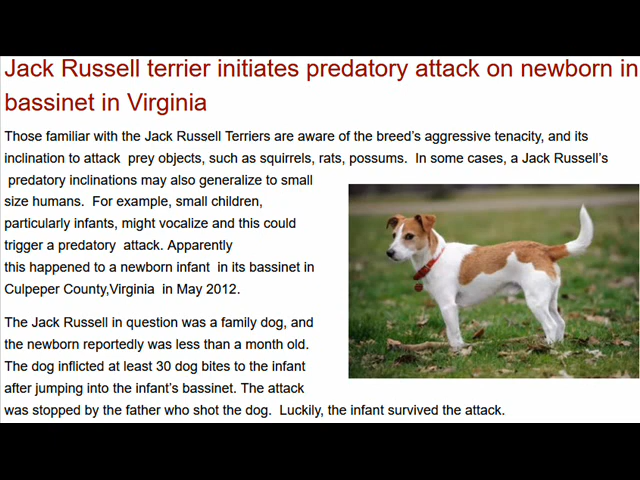 Jack Russell terrier initiates predatory attack on newborn in
bassinet in Virginia
Those familiar with the Jack Russell Terriers are aware of the breed's aggressive tenacity, and its
inclination to attack  prey objects, such as squirrels, rats, possums.  In some cases, a Jack Russell's
predatory inclinations may also generalize to small
size humans.  For example, small children,
particularly infants, might vocalize and this could
trigger a predatory  attack. Apparently
this happened to a newborn infant  in its bassinet in
Culpeper County,Virginia  in May 2012.
The Jack Russell in question was a family dog, and
the newborn reportedly was less than a month old.
The dog inflicted at least 30 dog bites to the infant
after jumping into the infant's bassinet. The attack
was stopped by the father who shot the dog.  Luckily, the infant survived the attack.